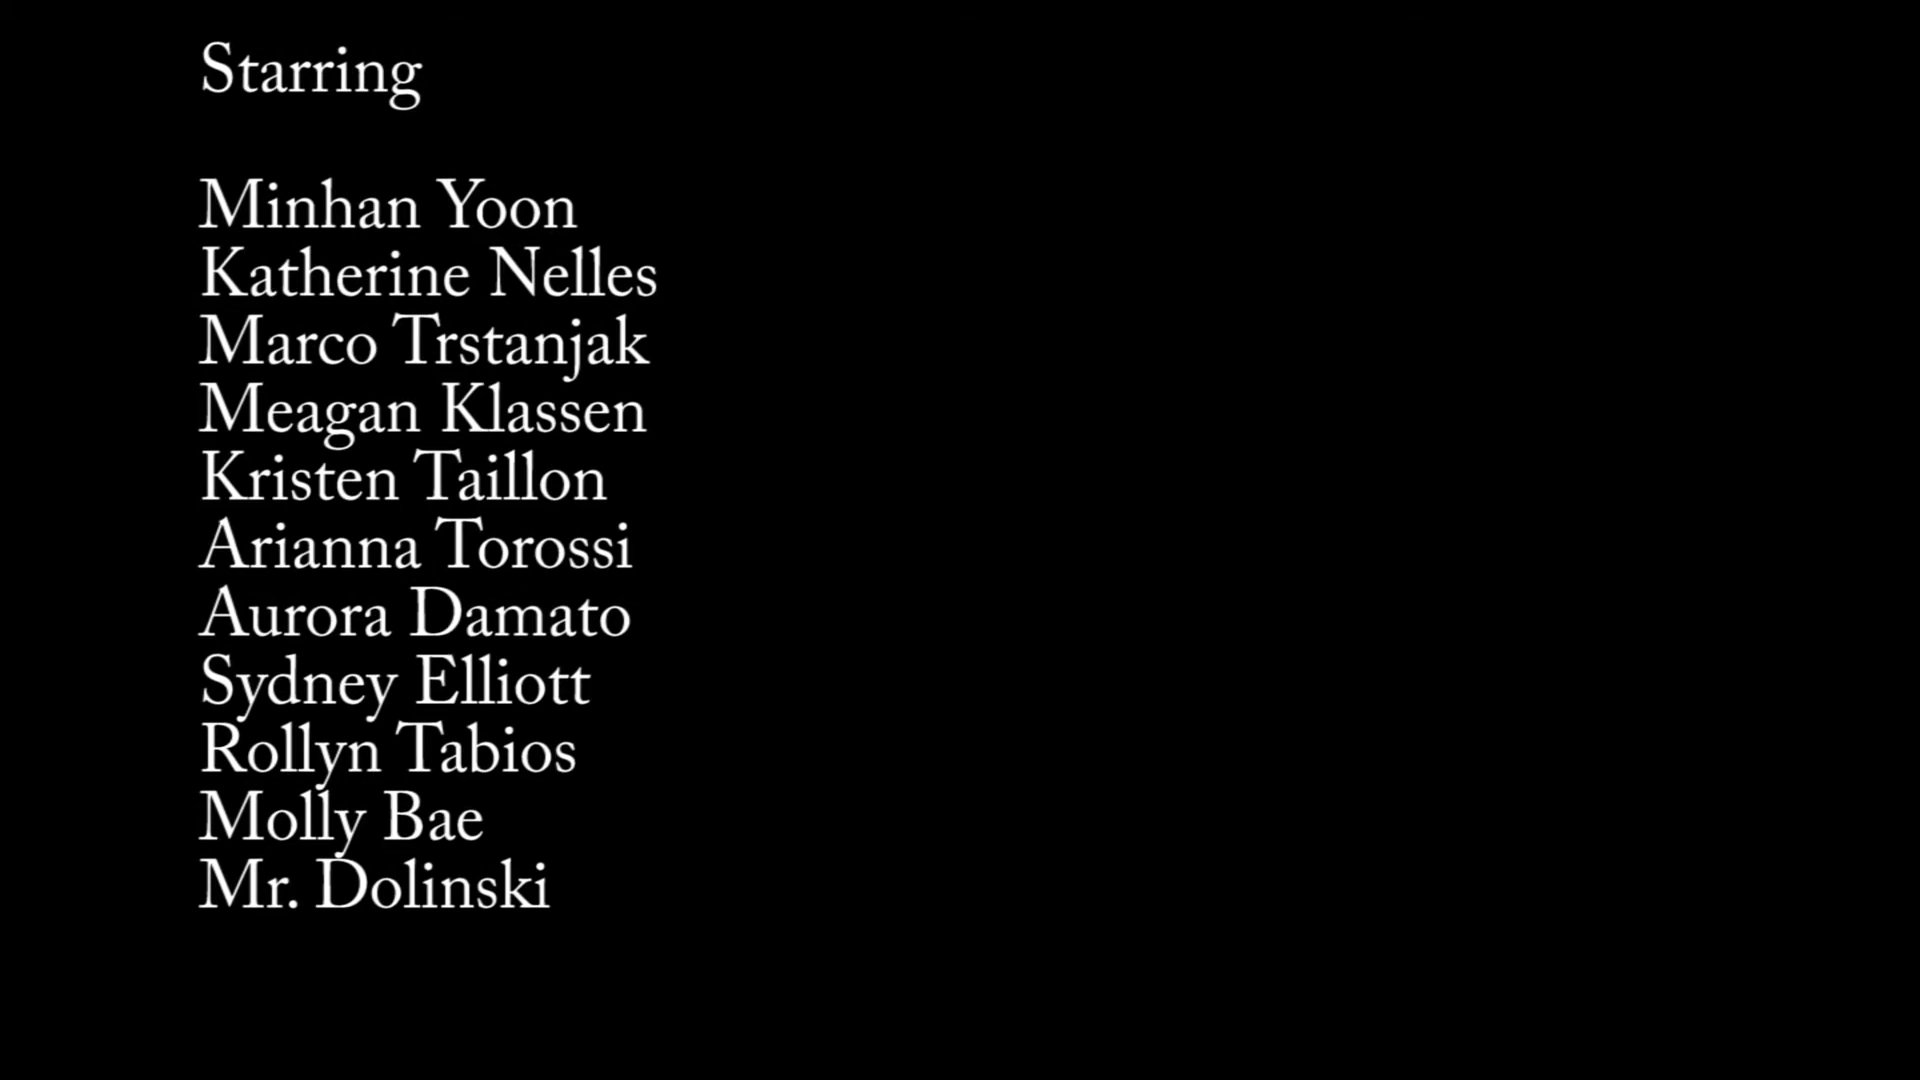 Starring
Minhan Yoon
Katherine Nelles
Marco Trstanjak
Meagan Klassen
Kristen Taillon
Arianna Torossi
Aurora Damato
Sydney Elliott
Rollyn Tabios
Molly Bae
Mr. Dolinski